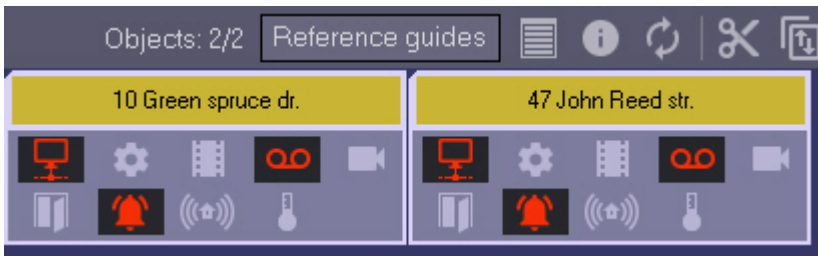 Objects: 2/2 Reference guides
10 Green spruce dr. 47 John Reed str.